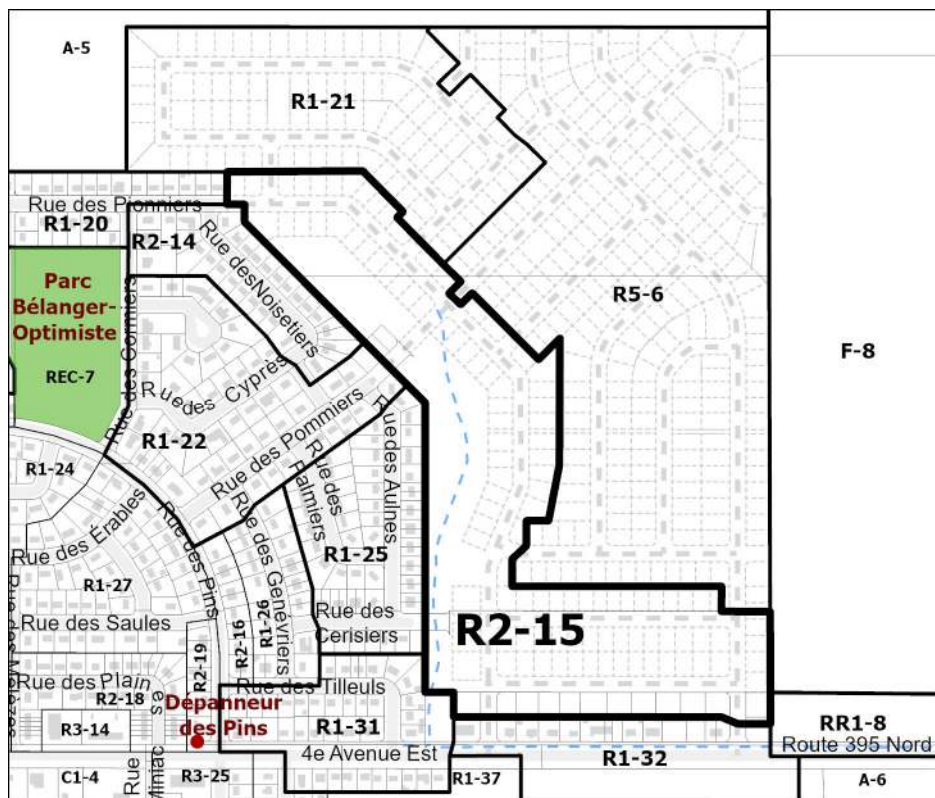 A-5
R1-21
Rue des Pionniers
R1-20
R2-14
Rue des Noisetiers
Parc
Bélanger-
Optimiste
REC-7
Rue des Cormiers
R5-6
F-8
Rue des Cyprès
R1-22
Rue des Pommiers
Rue des Aulnes
Rue des
Palmiers
R1-24
Rue des Érables
Rue des Pins
Rue des Genévriers
R1-25
R1-27
R1-26
R2-16
Rue des
Cerisiers
Rue des Saules
R2-15
R2-19
Rue des Plaines
R2-18
Rue des Tilleuls
Dépanneur
des Pins
R3-14
R1-31
4e Avenue Est
RR1-8
Route 395 Nord
R1-32
Rue
Miniac
C1-4
R3-25
R1-37
A-6